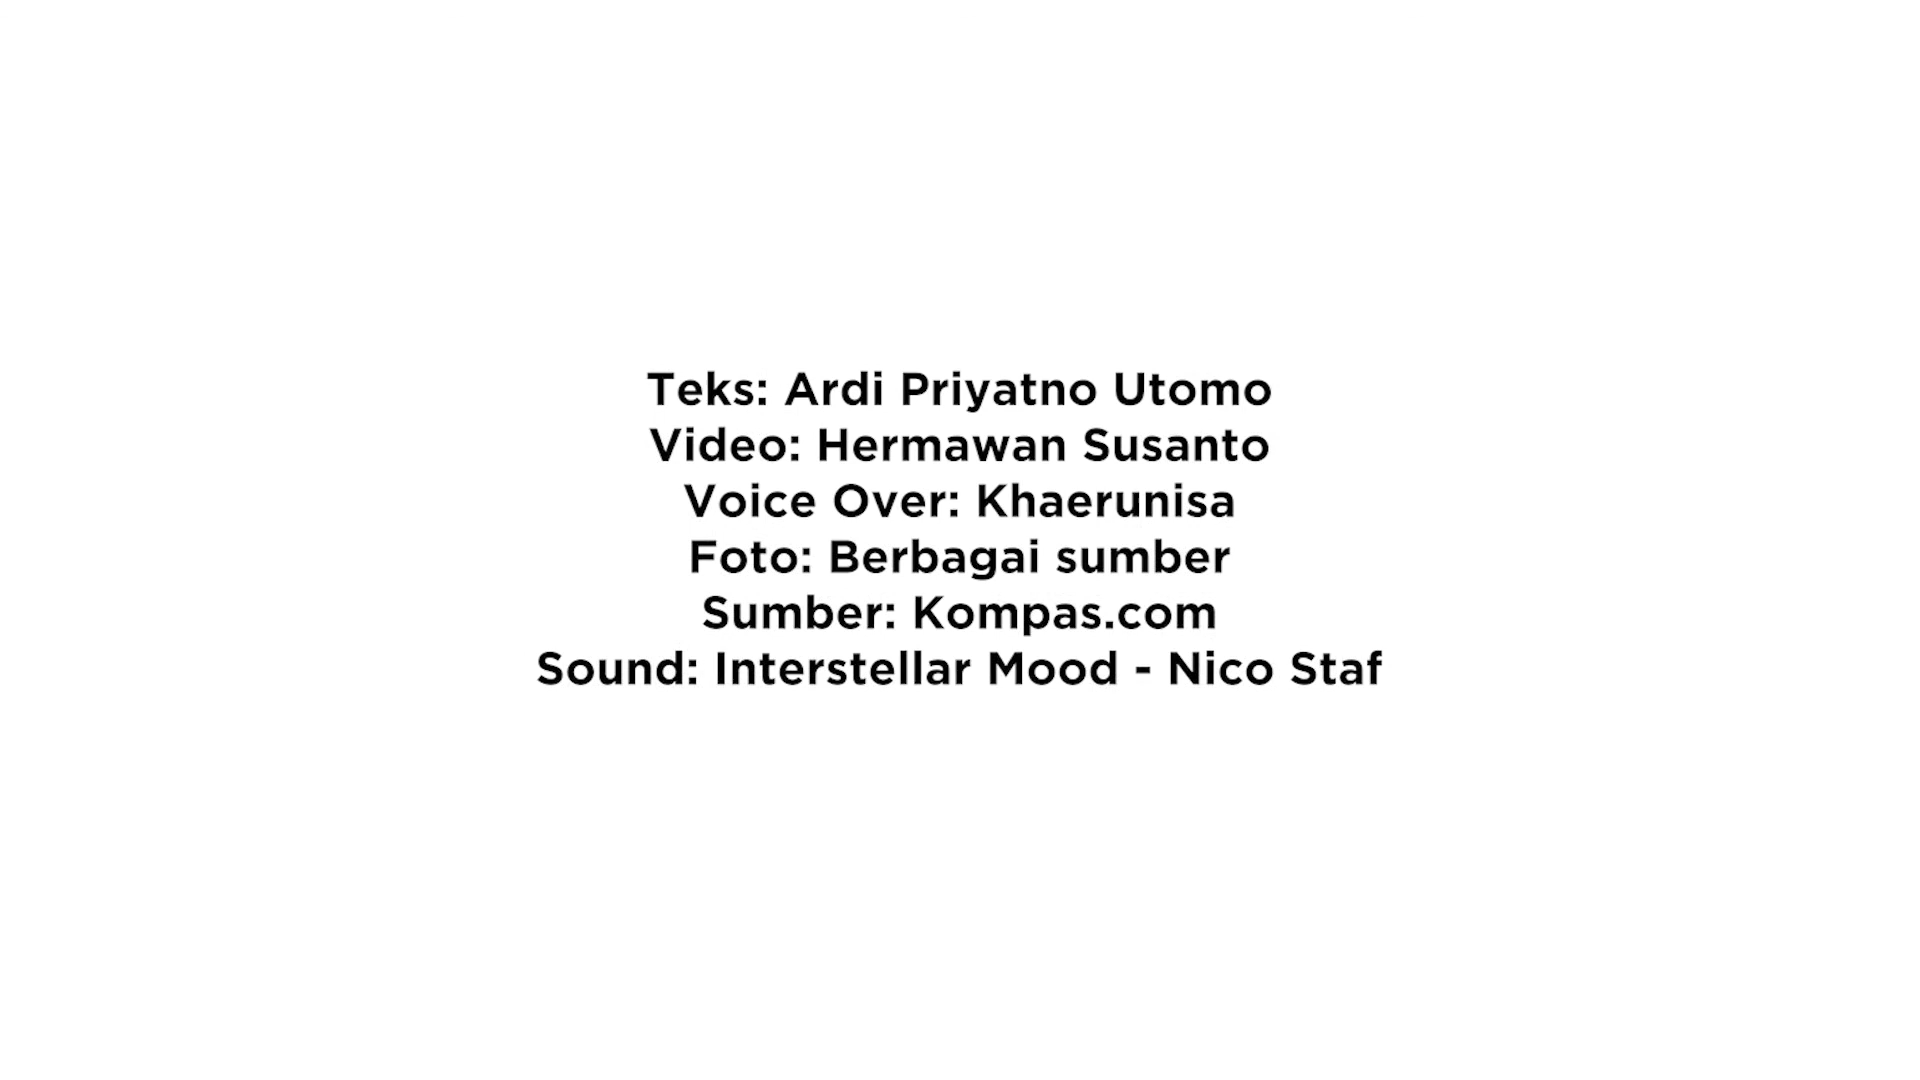 Teks: Ardi Priyatno Utomo
Video: Hermawan Susanto
Voice Over: Khaerunisa
Foto: Berbagai sumber
Sumber: Kompas.com
Sound: Interstellar Mood - Nico Staf